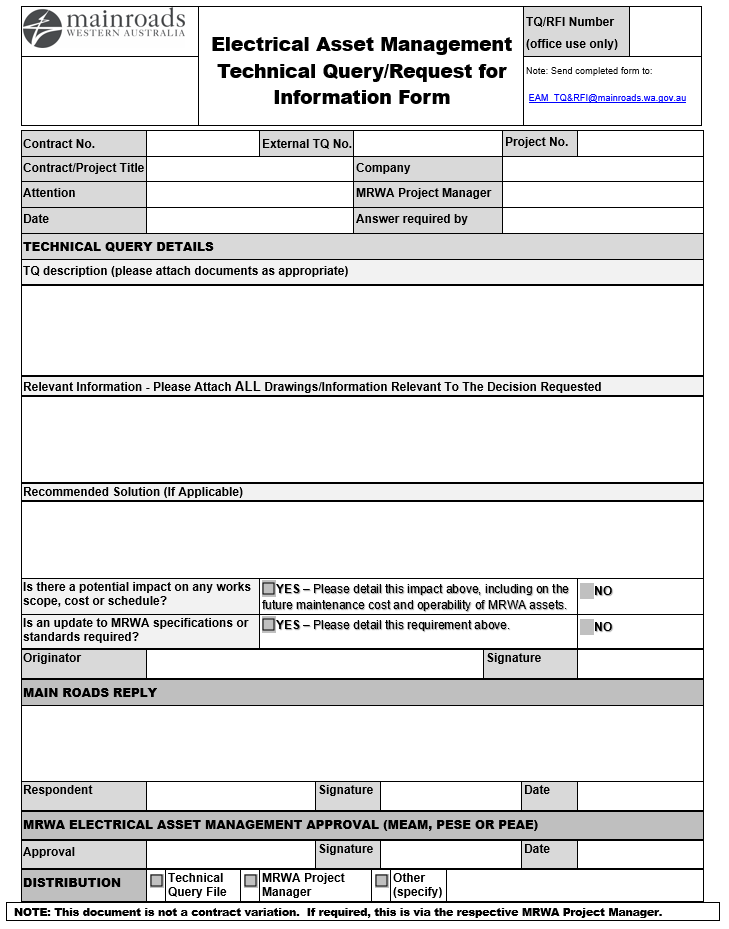 mainroads
WESTERN AUSTRALIA
Electrical Asset Management
Technical Query/Request for
Information Form
TQ/RFI Number
(office use only)
Note: Send completed form to:
EAM_TQ&RFI@mainroads.wa.gov.au
Contract No. External TQ No. Project No.
Contract/Project Title Company
Attention MRWA Project Manager
Date Answer required by
TECHNICAL QUERY DETAILS
TQ description (please attach documents as appropriate)
Relevant Information - Please Attach ALL Drawings/Information Relevant To The Decision Requested
Recommended Solution (If Applicable)
Is there a potential impact on any works
scope, cost or schedule?
YES – Please detail this impact above, including on the
future maintenance cost and operability of MRWA assets.
NO
Is an update to MRWA specifications or
standards required?
YES – Please detail this requirement above.
NO
Originator Signature
MAIN ROADS REPLY
Respondent Signature Date
MRWA ELECTRICAL ASSET MANAGEMENT APPROVAL (MEAM, PESE OR PEAE)
Approval Signature Date
DISTRIBUTION
Technical
Query File
MRWA Project
Manager
Other
(specify)
NOTE: This document is not a contract variation. If required, this is via the respective MRWA Project Manager.